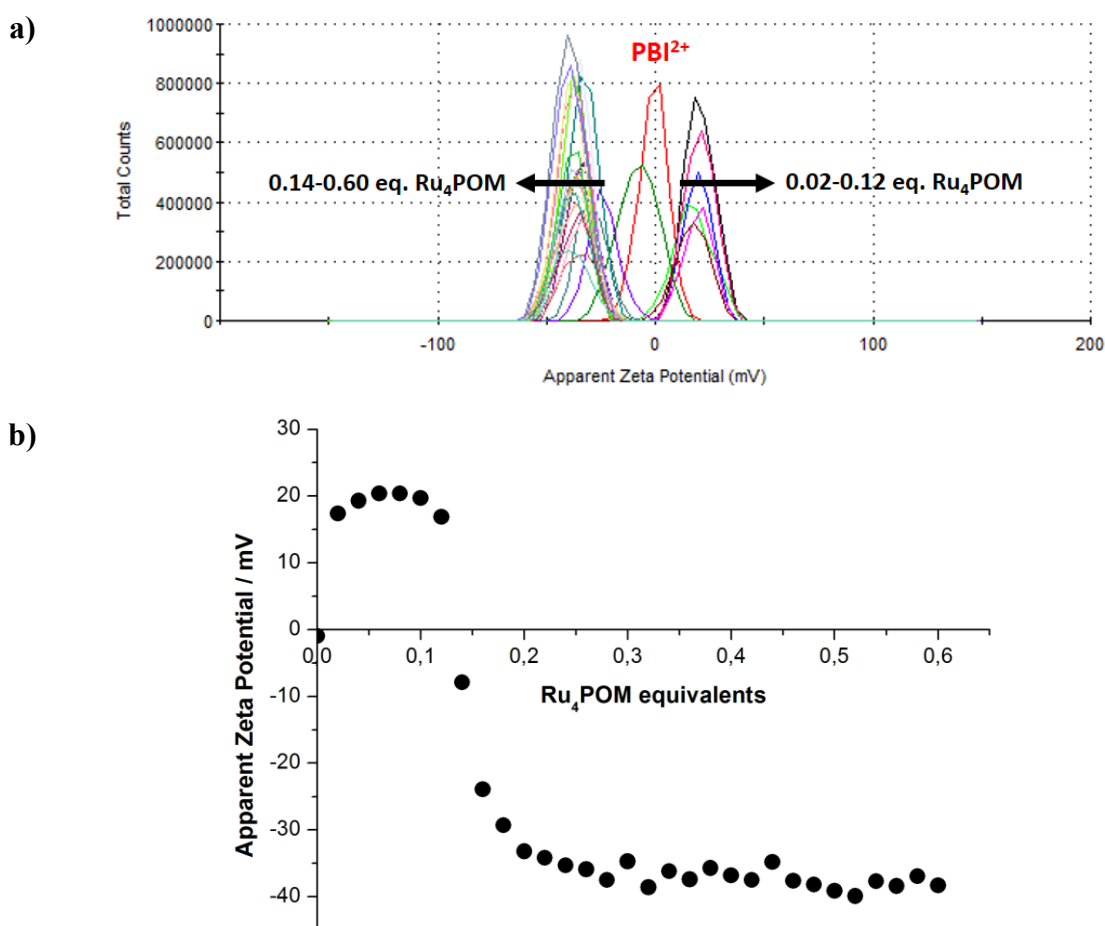 a)
1000000
800000
600000
400000
200000
0
Total Counts
PBI²⁺
0.14-0.60 eq. Ru₄POM
0.02-0.12 eq. Ru₄POM
-100 0 100 200
Apparent Zeta Potential (mV)
b)
30
20
10
0
-10
-20
-30
-40
Apparent Zeta Potential / mV
0,0 0,1 0,2 0,3 0,4 0,5 0,6
Ru₄POM equivalents